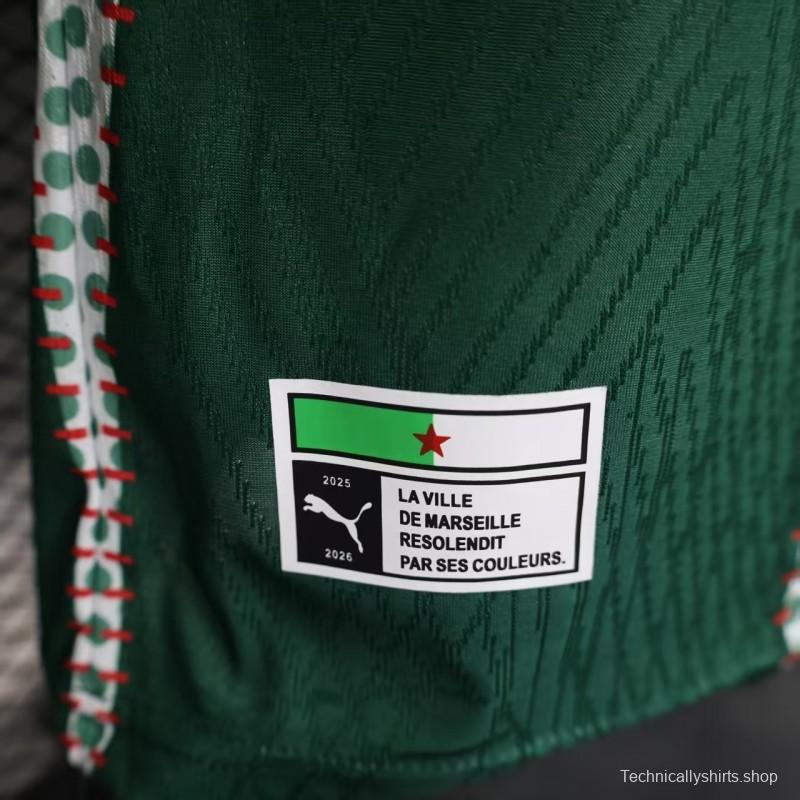 2025
2026
LA VILLE
DE MARSEILLE
RESOLENDIT
PAR SES COULEURS.
Technicallyshirts.shop